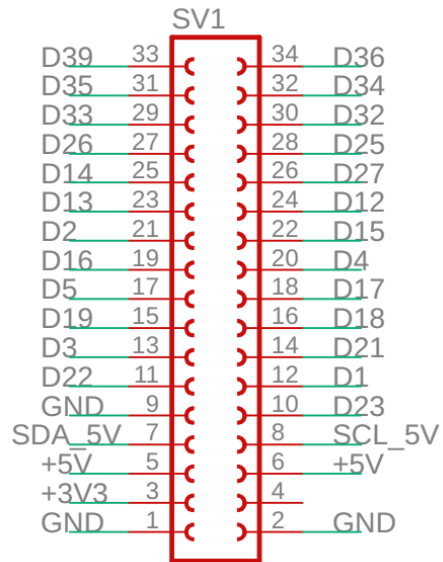 SV1
D39 33 34 D36
D35 31 32 D34
D33 29 30 D32
D26 27 28 D25
D14 25 26 D27
D13 23 24 D12
D2 21 22 D15
D16 19 20 D4
D5 17 18 D17
D19 15 16 D18
D3 13 14 D21
D22 11 12 D1
GND 9 10 D23
SDA_5V 7 8 SCL_5V
+5V 5 6 +5V
+3V3 3 4
GND 1 2 GND